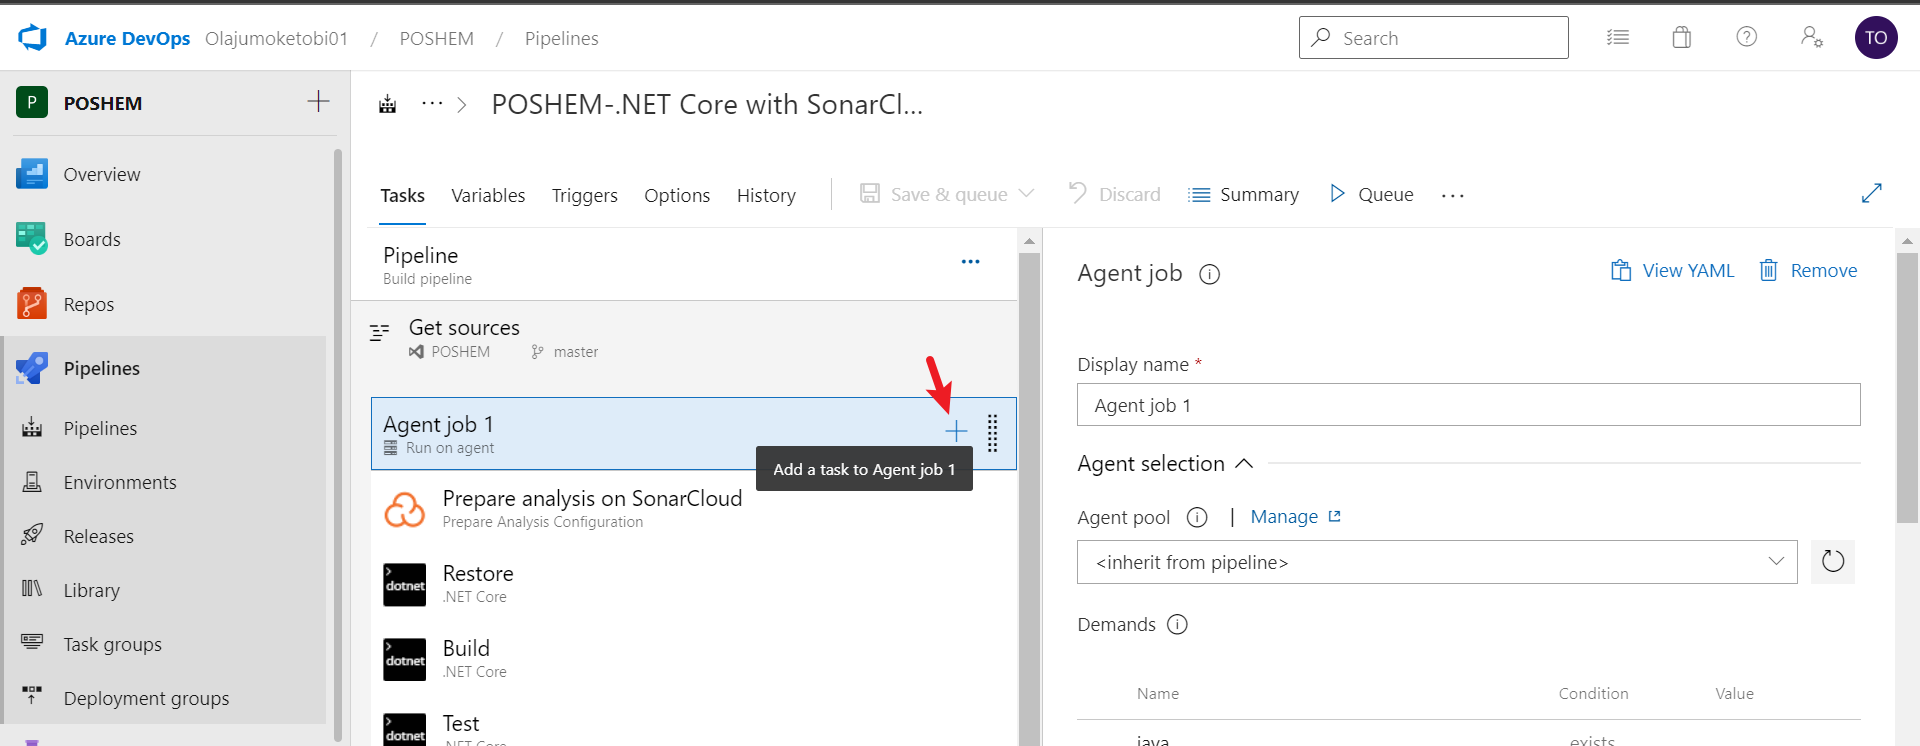 Azure DevOps Olajumoketobi01 / POSHEM / Pipelines
Search
TO
P POSHEM
Overview
Boards
Repos
Pipelines
Pipelines
Environments
Releases
Library
Task groups
Deployment groups
POSHEM-.NET Core with SonarCl...
Tasks Variables Triggers Options History Save & queue Discard Summary Queue
Pipeline
Build pipeline
Get sources
POSHEM master
Agent job 1
Run on agent
Add a task to Agent job 1
Prepare analysis on SonarCloud
Prepare Analysis Configuration
dotnet
Restore
.NET Core
dotnet
Build
.NET Core
dotnet
Test
.NET Core
Agent job
View YAML Remove
Display name *
Agent job 1
Agent selection
Agent pool | Manage
<inherit from pipeline>
Demands
Name Condition Value
java exists